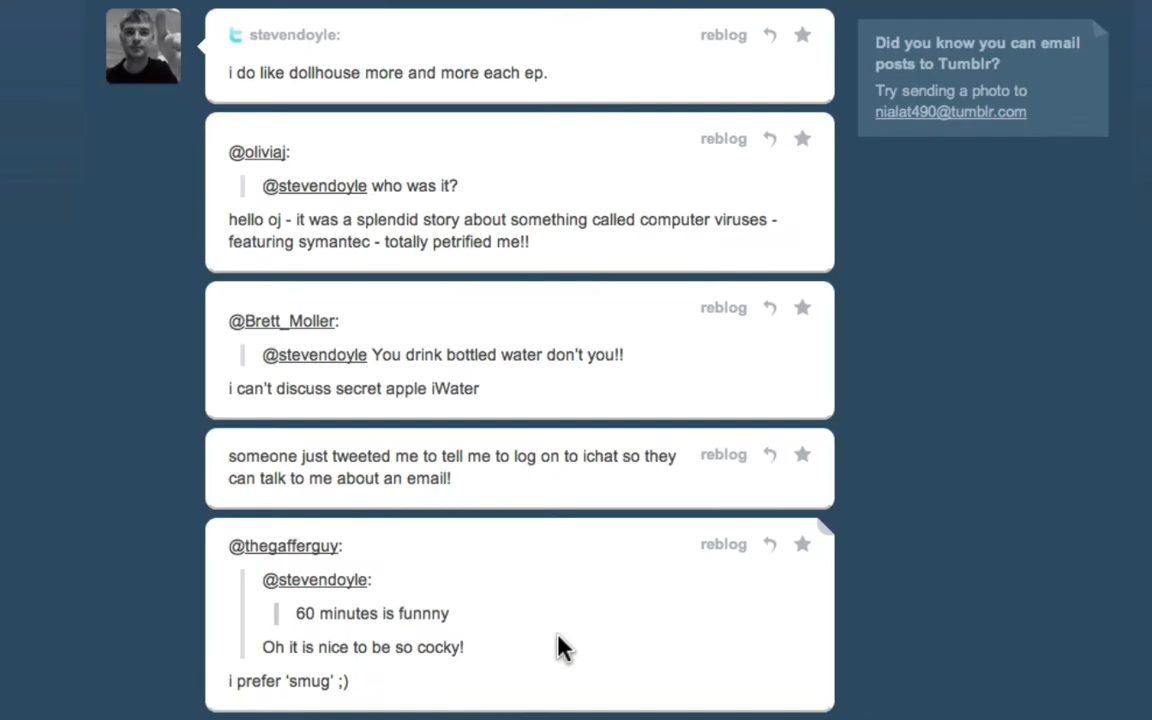 stevendoyle:
reblog
i do like dollhouse more and more each ep.
reblog
@oliviaj:
@stevendoyle who was it?
hello oj - it was a splendid story about something called computer viruses -
featuring symantec - totally petrified me!!
reblog
@Brett_Moller:
@stevendoyle You drink bottled water don't you!!
i can't discuss secret apple iWater
someone just tweeted me to tell me to log on to ichat so they
can talk to me about an email!
reblog
@thegafferguy:
reblog
@stevendoyle:
60 minutes is funnny
Oh it is nice to be so cocky!
i prefer ‘smug’ ;)
Did you know you can email
posts to Tumblr?
Try sending a photo to
nialat490@tumblr.com